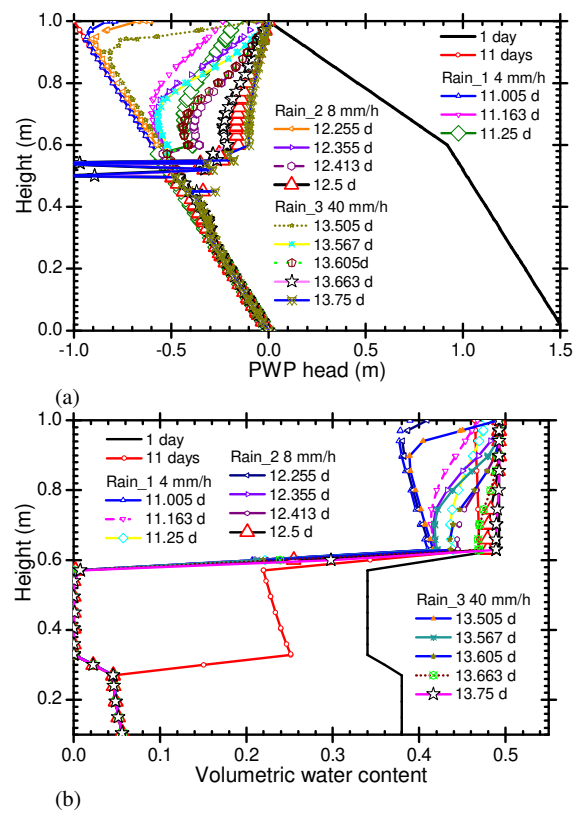 1.0
0.8
0.6
0.4
0.2
0.0
Height (m)
-1.0 -0.5 0.0 0.5 1.0 1.5
PWP head (m)
1 day
11 days
Rain_1 4 mm/h
11.005 d
11.163 d
11.25 d
Rain_2 8 mm/h
12.255 d
12.355 d
12.413 d
12.5 d
Rain_3 40 mm/h
13.505 d
13.567 d
13.605d
13.663 d
13.75 d
(a)
1.0
0.8
0.6
0.4
0.2
Height (m)
0.0 0.1 0.2 0.3 0.4 0.5
Volumetric water content
1 day
11 days
Rain_1 4 mm/h
11.005 d
11.163 d
11.25 d
Rain_2 8 mm/h
12.255 d
12.355 d
12.413 d
12.5 d
Rain_3 40 mm/h
13.505 d
13.567 d
13.605 d
13.663 d
13.75 d
(b)